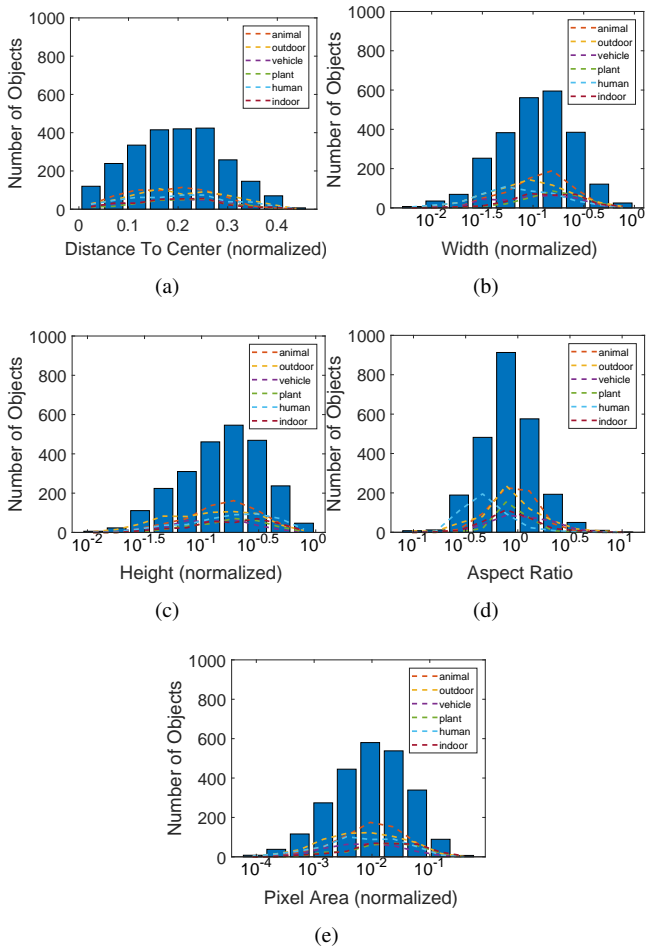 1000
800
600
400
200
0
Number of Objects
animal
outdoor
vehicle
plant
human
indoor
0 0.1 0.2 0.3 0.4
Distance To Center (normalized)
(a)
1000
800
600
400
200
0
Number of Objects
animal
outdoor
vehicle
plant
human
indoor
10^-2 10^-1.5 10^-1 10^-0.5 10^0
Width (normalized)
(b)
1000
800
600
400
200
0
Number of Objects
animal
outdoor
vehicle
plant
human
indoor
10^-2 10^-1.5 10^-1 10^-0.5 10^0
Height (normalized)
(c)
1000
800
600
400
200
0
Number of Objects
animal
outdoor
vehicle
plant
human
indoor
10^-1 10^-0.5 10^0 10^0.5 10^1
Aspect Ratio
(d)
1000
800
600
400
200
0
Number of Objects
animal
outdoor
vehicle
plant
human
indoor
10^-4 10^-3 10^-2 10^-1
Pixel Area (normalized)
(e)